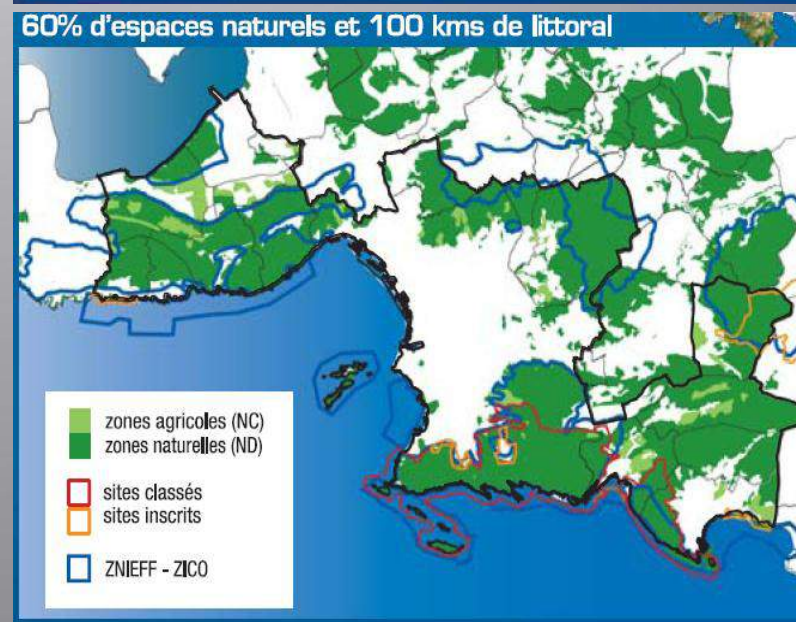 60% d'espaces naturels et 100 kms de littoral
zones agricoles (NC)
zones naturelles (ND)
sites classés
sites inscrits
ZNIEFF - ZICO